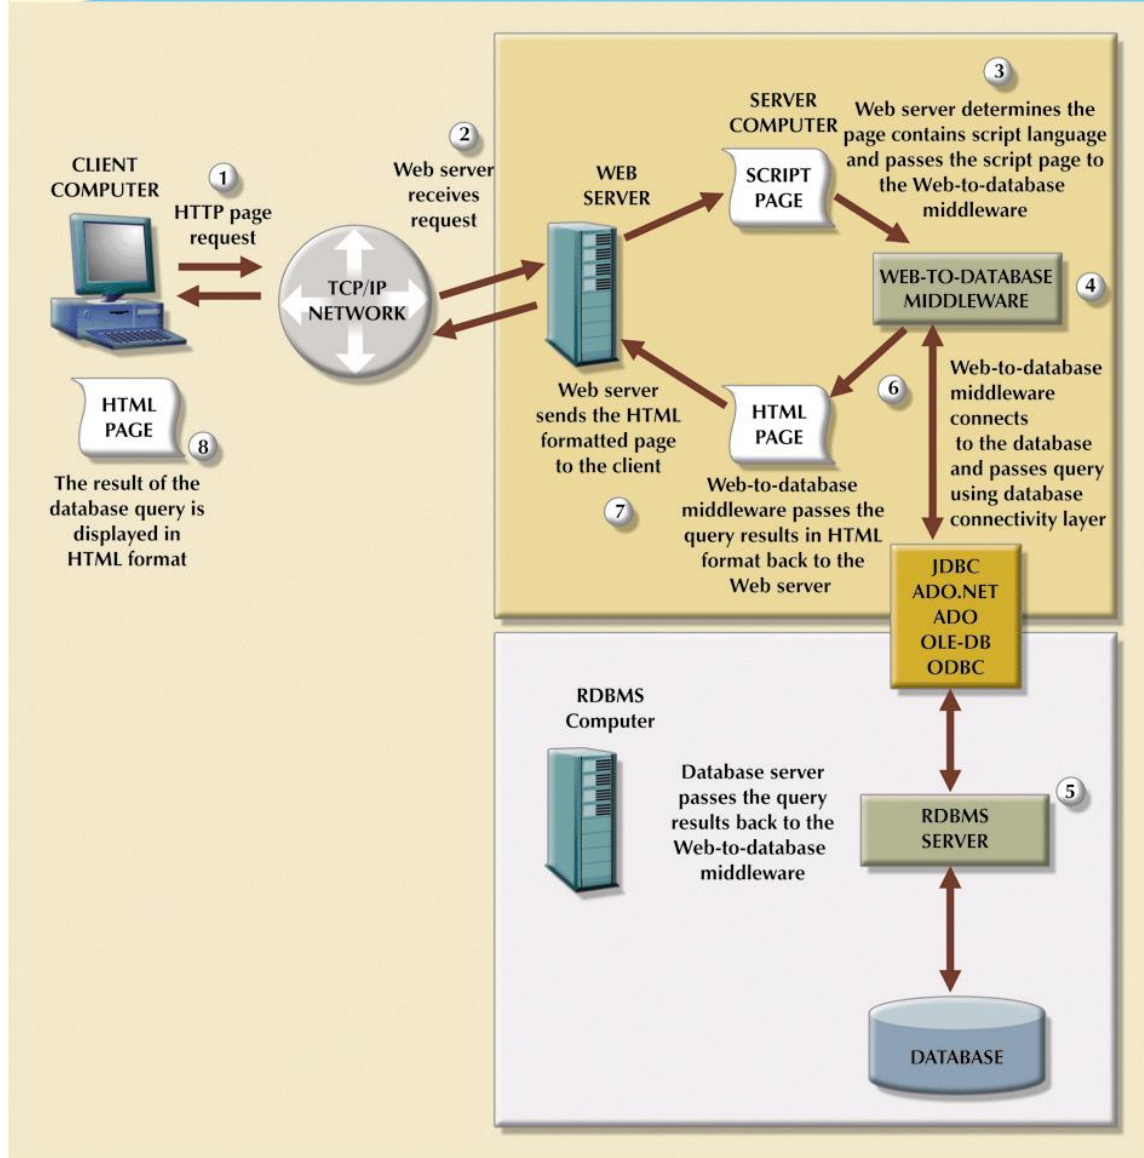 CLIENT
COMPUTER
1
HTTP page
request
TCP/IP
NETWORK
2
Web server
receives
request
WEB
SERVER
SERVER
COMPUTER
SCRIPT
PAGE
3
Web server determines the
page contains script language
and passes the script page to
the Web-to-database
middleware
WEB-TO-DATABASE
MIDDLEWARE
4
Web-to-database
middleware
connects
to the database
and passes query
using database
connectivity layer
6
HTML
PAGE
Web-to-database
middleware passes the
query results in HTML
format back to the
Web server
Web server
sends the HTML
formatted page
to the client
7
HTML
PAGE
8
The result of the
database query is
displayed in
HTML format
JDBC
ADO.NET
ADO
OLE-DB
ODBC
RDBMS
Computer
Database server
passes the query
results back to the
Web-to-database
middleware
5
RDBMS
SERVER
DATABASE